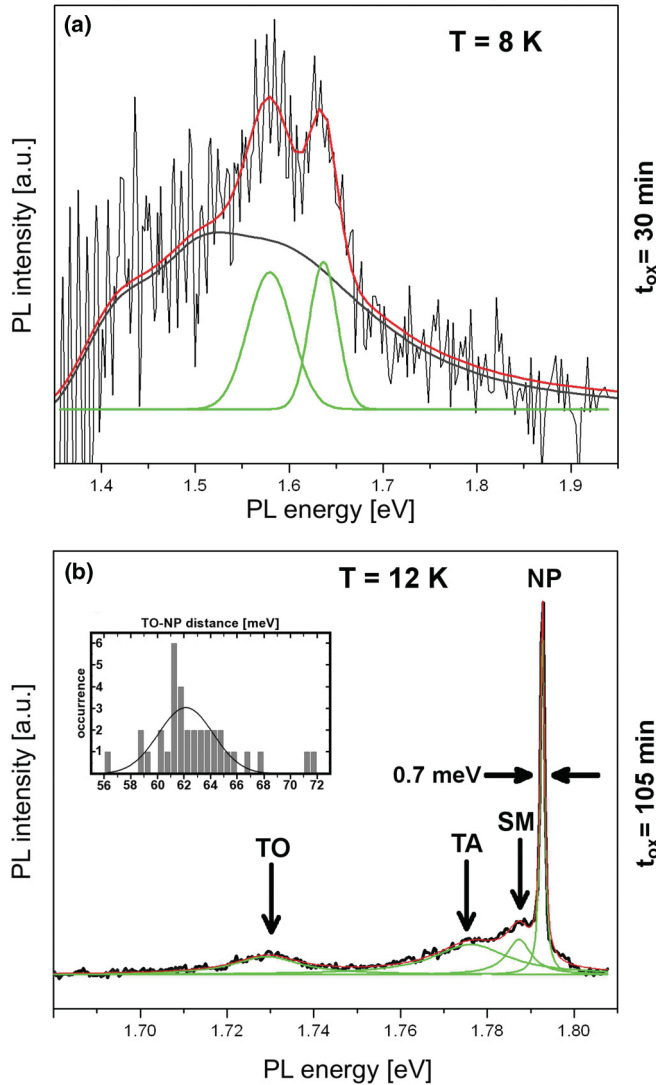 (a)
T = 8 K
PL intensity [a.u.]
1.4 1.5 1.6 1.7 1.8 1.9
PL energy [eV]
tox= 30 min
(b)
T = 12 K
NP
TO-NP distance [meV]
6
5
4
3
2
1
occurrence
56 58 60 62 64 66 68 70 72
0.7 meV
SM
TO
TA
PL intensity [a.u.]
1.70 1.72 1.74 1.76 1.78 1.80
PL energy [eV]
tox= 105 min